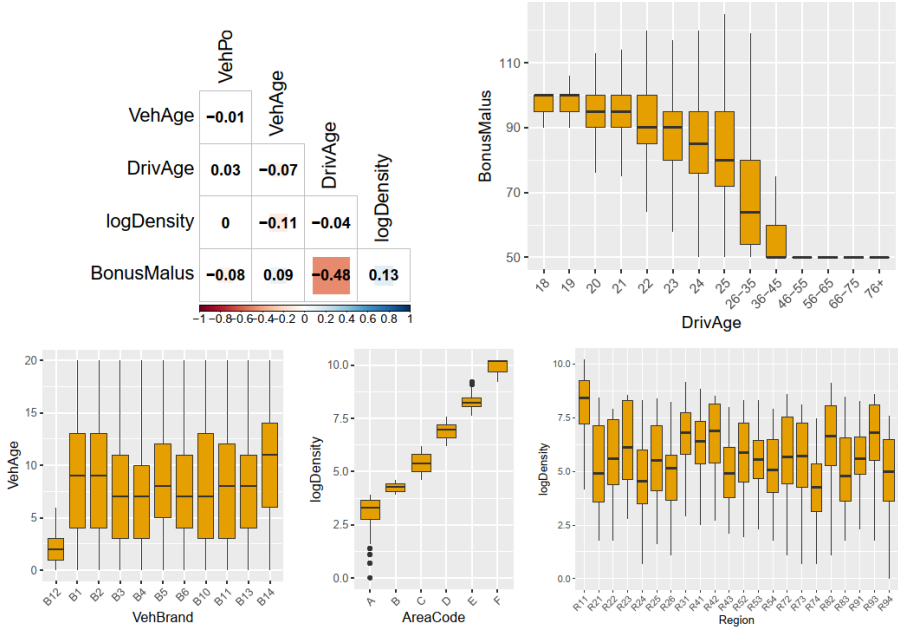 VehPo
VehAge
DrivAge
logDensity
VehAge −0.01
DrivAge 0.03 −0.07
logDensity 0 −0.11 −0.04
BonusMalus −0.08 0.09 −0.48 0.13
−1 −0.8 −0.6 −0.4 −0.2 0 0.2 0.4 0.6 0.8 1
BonusMalus
110
90
70
50
18 19 20 21 22 23 24 25 26−35 36−45 46−55 56−65 66−75 76+
DrivAge
VehAge
20
15
10
5
0
B12 B1 B2 B3 B4 B5 B6 B10 B11 B13 B14
VehBrand
logDensity
10.0
7.5
5.0
2.5
0.0
A B C D E F
AreaCode
logDensity
10.0
7.5
5.0
2.5
0.0
R11 R21 R22 R23 R24 R25 R26 R31 R41 R42 R43 R52 R53 R54 R72 R73 R74 R82 R83 R91 R93 R94
Region